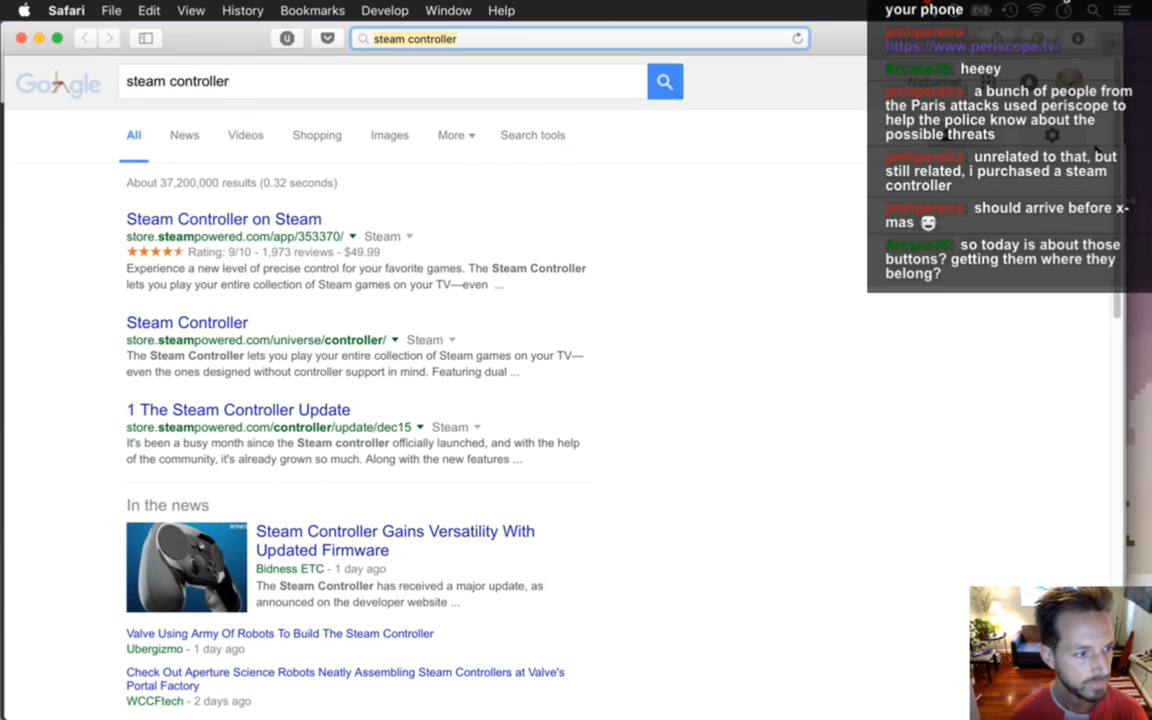 Safari File Edit View History Bookmarks Develop Window Help
steam controller
Google
steam controller
All News Videos Shopping Images More Search tools
About 37,200,000 results (0.32 seconds)
Steam Controller on Steam
store.steampowered.com/app/353370/ Steam
Rating: 9/10 - 1,973 reviews - $49.99
Experience a new level of precise control for your favorite games. The Steam Controller
lets you play your entire collection of Steam games on your TV—even ...
Steam Controller
store.steampowered.com/universe/controller/ Steam
The Steam Controller lets you play your entire collection of Steam games on your TV—
even the ones designed without controller support in mind. Featuring dual ...
1 The Steam Controller Update
store.steampowered.com/controller/update/dec15 Steam
It's been a busy month since the Steam controller officially launched, and with the help
of the community, it's already grown so much. Along with the new features ...
In the news
Steam Controller Gains Versatility With
Updated Firmware
Bidness ETC - 1 day ago
The Steam Controller has received a major update, as
announced on the developer website ...
Valve Using Army Of Robots To Build The Steam Controller
Ubergizmo - 1 day ago
Check Out Aperture Science Robots Neatly Assembling Steam Controllers at Valve's
Portal Factory
WCCFtech - 2 days ago
your phone
pmhpereira:
https://www.periscope.tv/
Arcane36: heeey
pmhpereira: a bunch of people from
the Paris attacks used periscope to
help the police know about the
possible threats
pmhpereira: unrelated to that, but
still related, i purchased a steam
controller
pmhpereira: should arrive before x-
mas
Arcane36: so today is about those
buttons? getting them where they
belong?